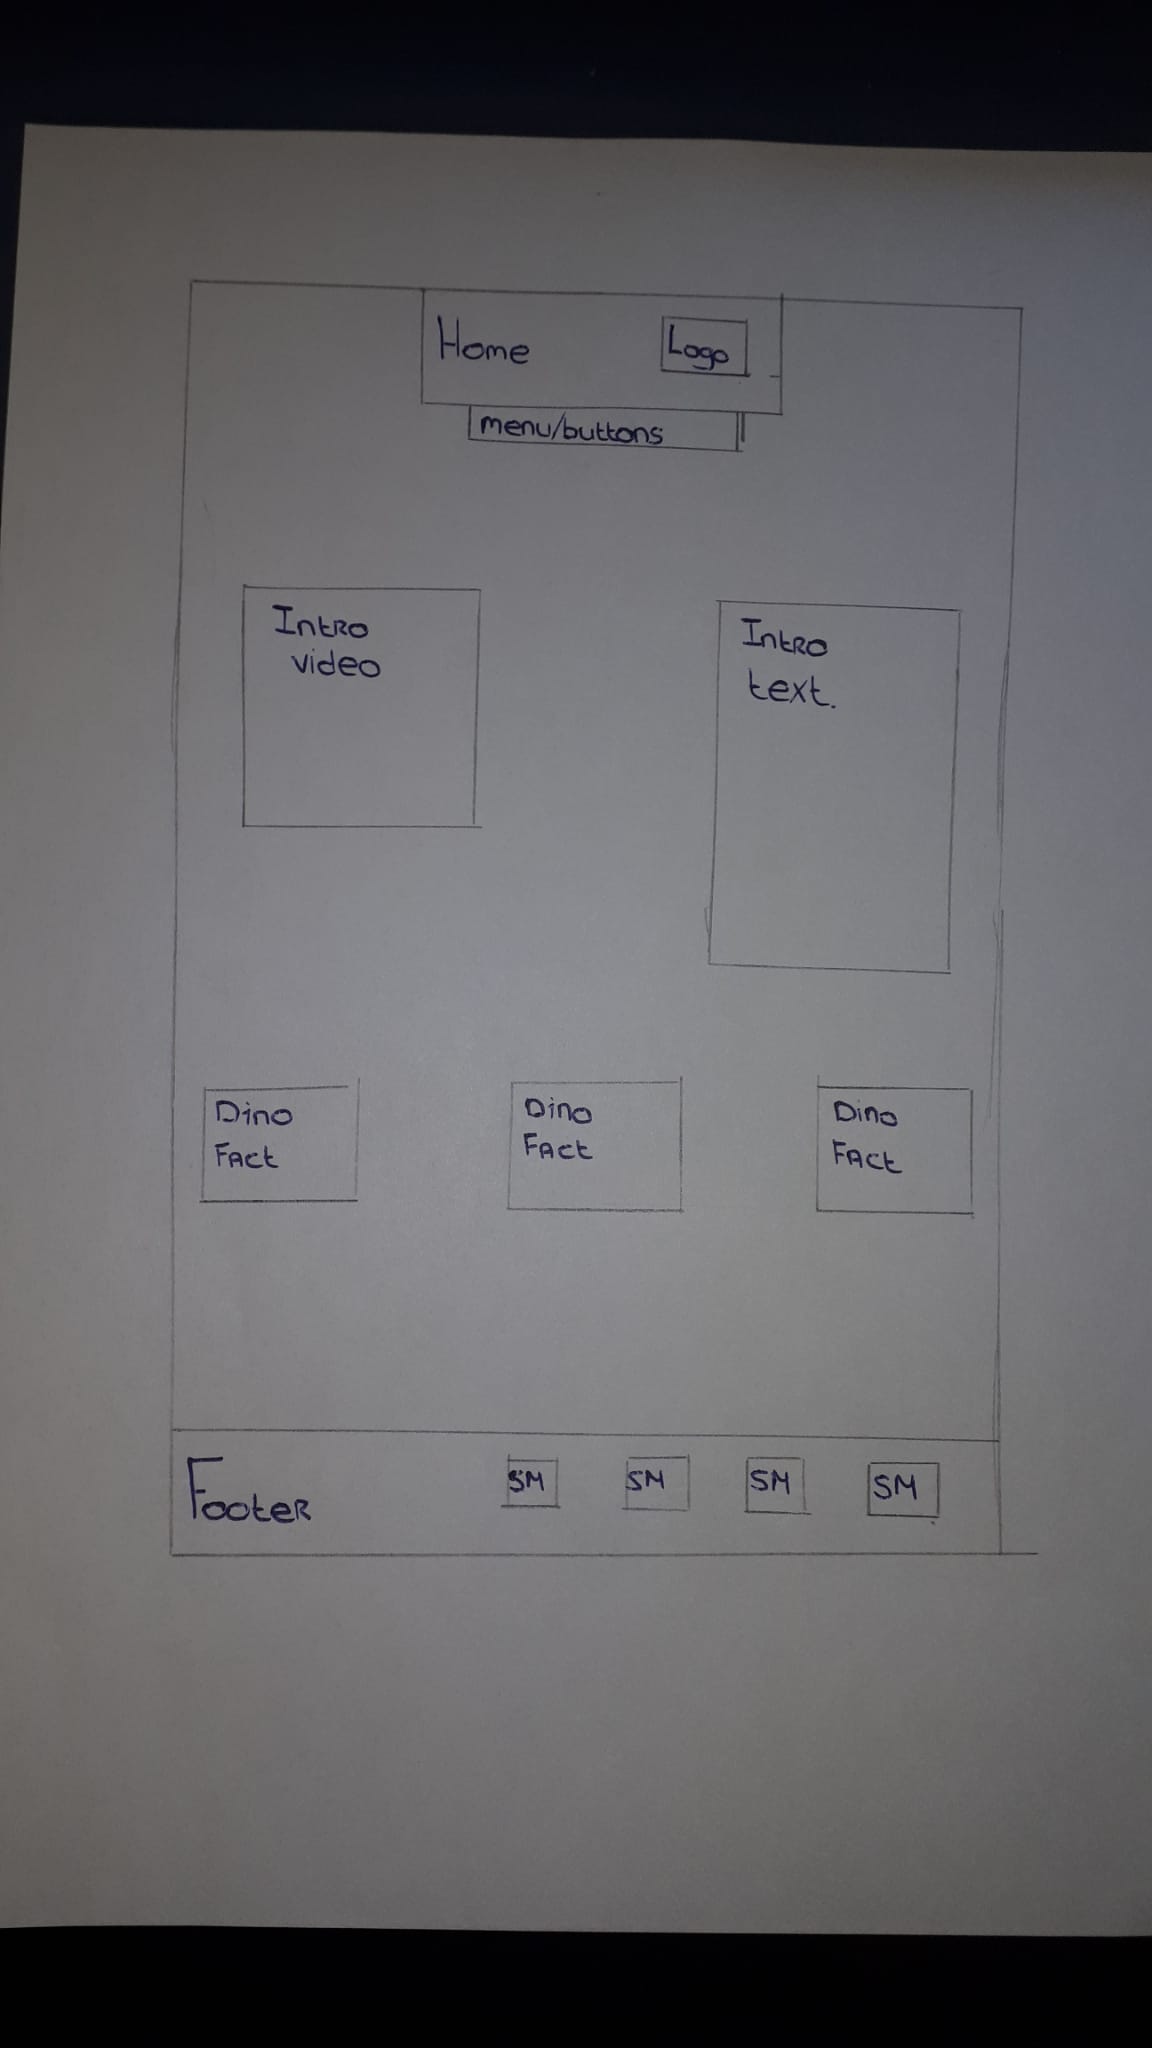 Home
Logo
menu/buttons
Intro
video
Intro
text.
Dino
Fact
Dino
Fact
Dino
Fact
Footer
SM
SM
SM
SM